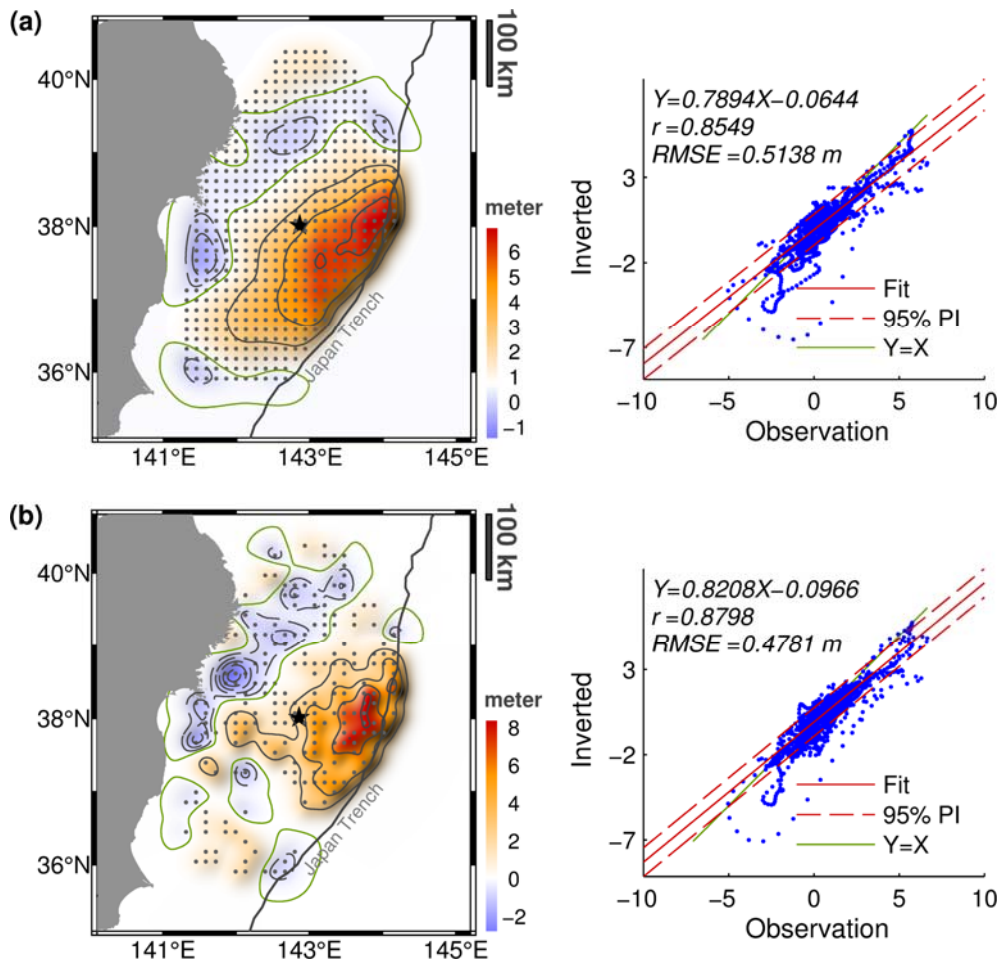 (a)
100 km
40°N
38°N
36°N
141°E
143°E
145°E
Japan Trench
meter
6
5
4
3
2
1
0
−1
Y=0.7894X−0.0644
r=0.8549
RMSE=0.5138 m
Inverted
3
−2
−7
Fit
95% PI
Y=X
−10
−5
0
5
10
Observation
(b)
100 km
40°N
38°N
36°N
141°E
143°E
145°E
Japan Trench
meter
8
6
4
2
0
−2
Y=0.8208X−0.0966
r=0.8798
RMSE=0.4781 m
Inverted
3
−2
−7
Fit
95% PI
Y=X
−10
−5
0
5
10
Observation